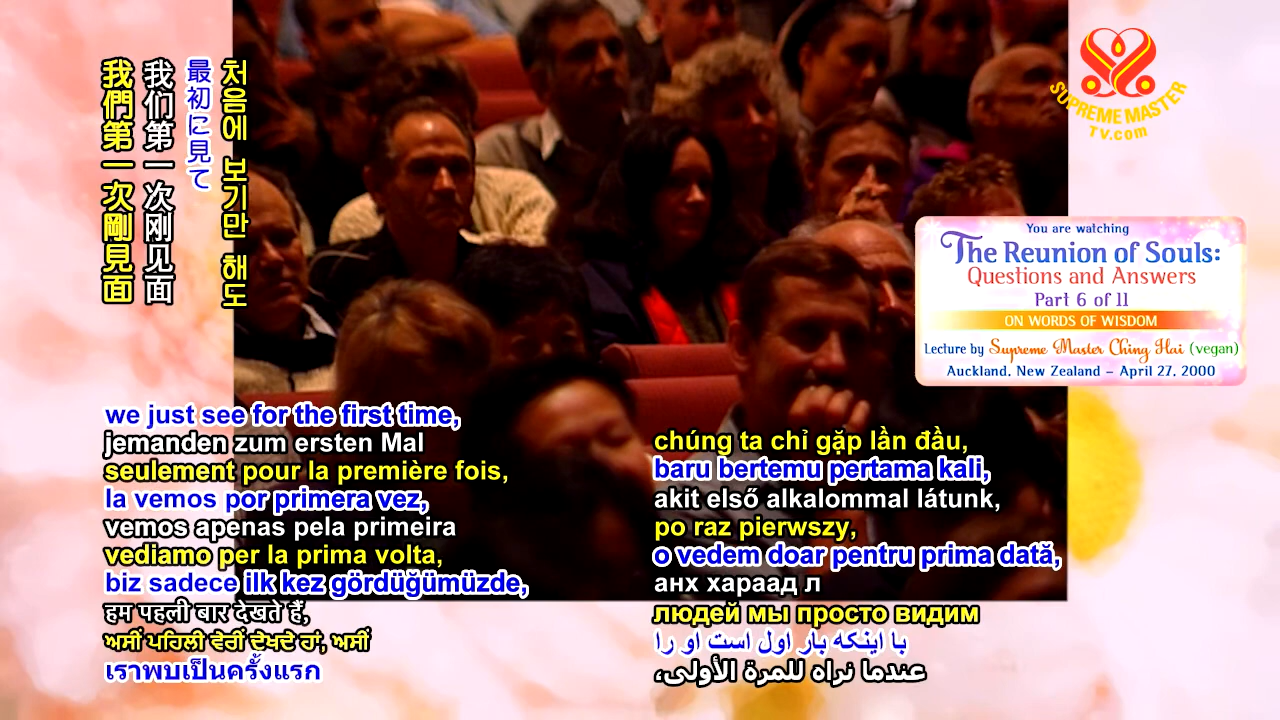 我們第一次剛見面
我们第一次刚见面
最初に見て
처음에 보기만 해도
SUPREME MASTER
TV.com
You are watching
The Reunion of Souls:
Questions and Answers
Part 6 of 11
ON WORDS OF WISDOM
Lecture by Supreme Master Ching Hai (vegan)
Auckland, New Zealand – April 27, 2000
we just see for the first time,
jemanden zum ersten Mal
seulement pour la première fois,
la vemos por primera vez,
vemos apenas pela primeira
vediamo per la prima volta,
biz sadece ilk kez gördüğümüzde,
हम पहली बार देखते हैं,
ਅਸੀਂ ਪਹਿਲੀ ਵੇਰੀਂ ਦੇਖਦੇ ਹਾਂ, ਅਸੀਂ
เราพบเป็นครั้งแรก
chúng ta chỉ gặp lần đầu,
baru bertemu pertama kali,
akit első alkalommal látunk,
po raz pierwszy,
o vedem doar pentru prima dată,
анх хараад л
людей мы просто видим
با اینکه بار اول است او را
عندما نراه للمرة الأولى،